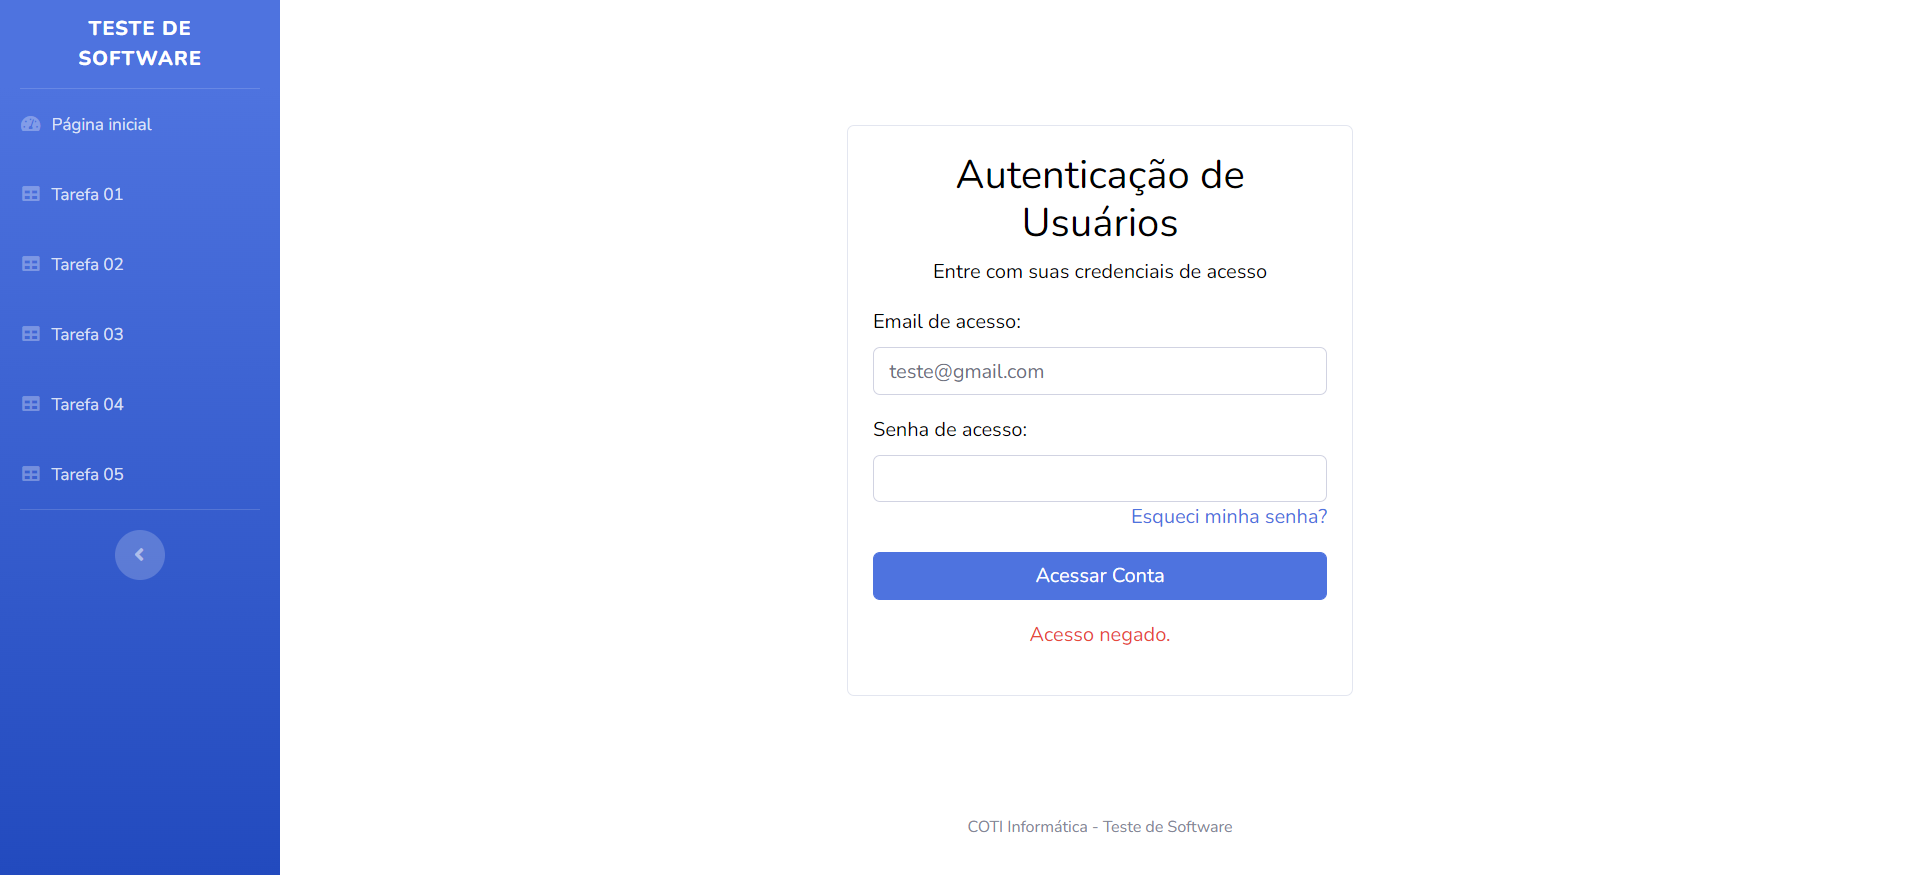 TESTE DE
SOFTWARE
Página inicial
Tarefa 01
Tarefa 02
Tarefa 03
Tarefa 04
Tarefa 05
Autenticação de
Usuários
Entre com suas credenciais de acesso
Email de acesso:
teste@gmail.com
Senha de acesso:
Esqueci minha senha?
Acessar Conta
Acesso negado.
COTI Informática - Teste de Software